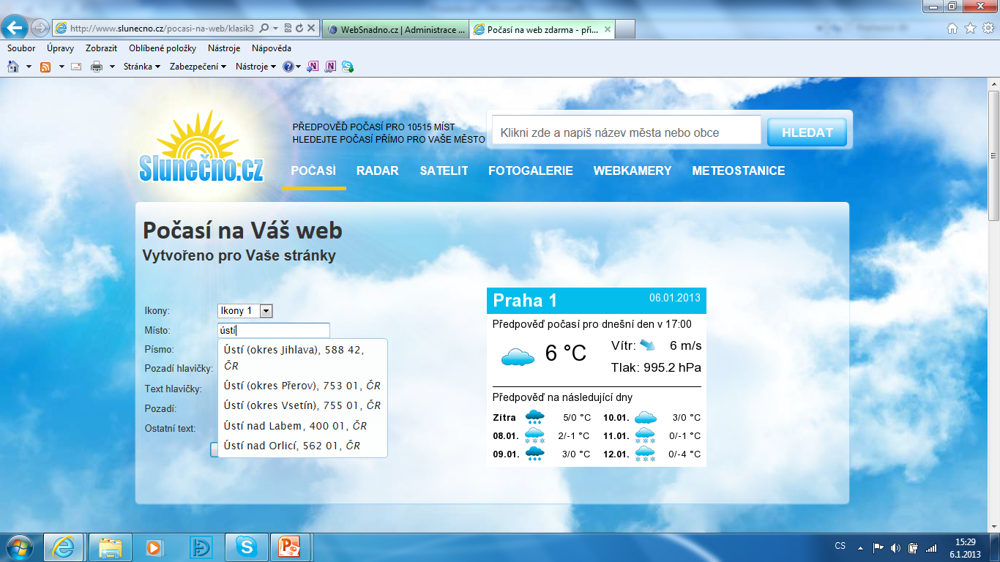 http://www.slunecno.cz/pocasi-na-web/klasik3
WebSnadno.cz | Administrace ...
Počasí na web zdarma - při...
Soubor Úpravy Zobrazit Oblíbené položky Nástroje Nápověda
Stránka Zabezpečení Nástroje
Slunečno.cz
PŘEDPOVĚĎ POČASÍ PRO 10515 MÍST
HLEDEJTE POČASÍ PŘÍMO PRO VAŠE MĚSTO
Klikni zde a napiš název města nebo obce
HLEDAT
POČASÍ RADAR SATELIT FOTOGALERIE WEBKAMERY METEOSTANICE
Počasí na Váš web
Vytvořeno pro Vaše stránky
Ikony: Ikony 1
Místo: ústí
Písmo:
Pozadí hlavičky:
Text hlavičky:
Pozadí:
Ostatní text:
Ústí (okres Jihlava), 588 42,
ČR
Ústí (okres Přerov), 753 01, ČR
Ústí (okres Vsetín), 755 01, ČR
Ústí nad Labem, 400 01, ČR
Ústí nad Orlicí, 562 01, ČR
Praha 1 06.01.2013
Předpověď počasí pro dnešní den v 17:00
6 °C
Vítr: 6 m/s
Tlak: 995.2 hPa
Předpověď na následující dny
Zítra 5/0 °C 10.01. 3/0 °C
08.01. 2/-1 °C 11.01. 0/-1 °C
09.01. 3/0 °C 12.01. 0/-4 °C
CS
15:29
6.1.2013